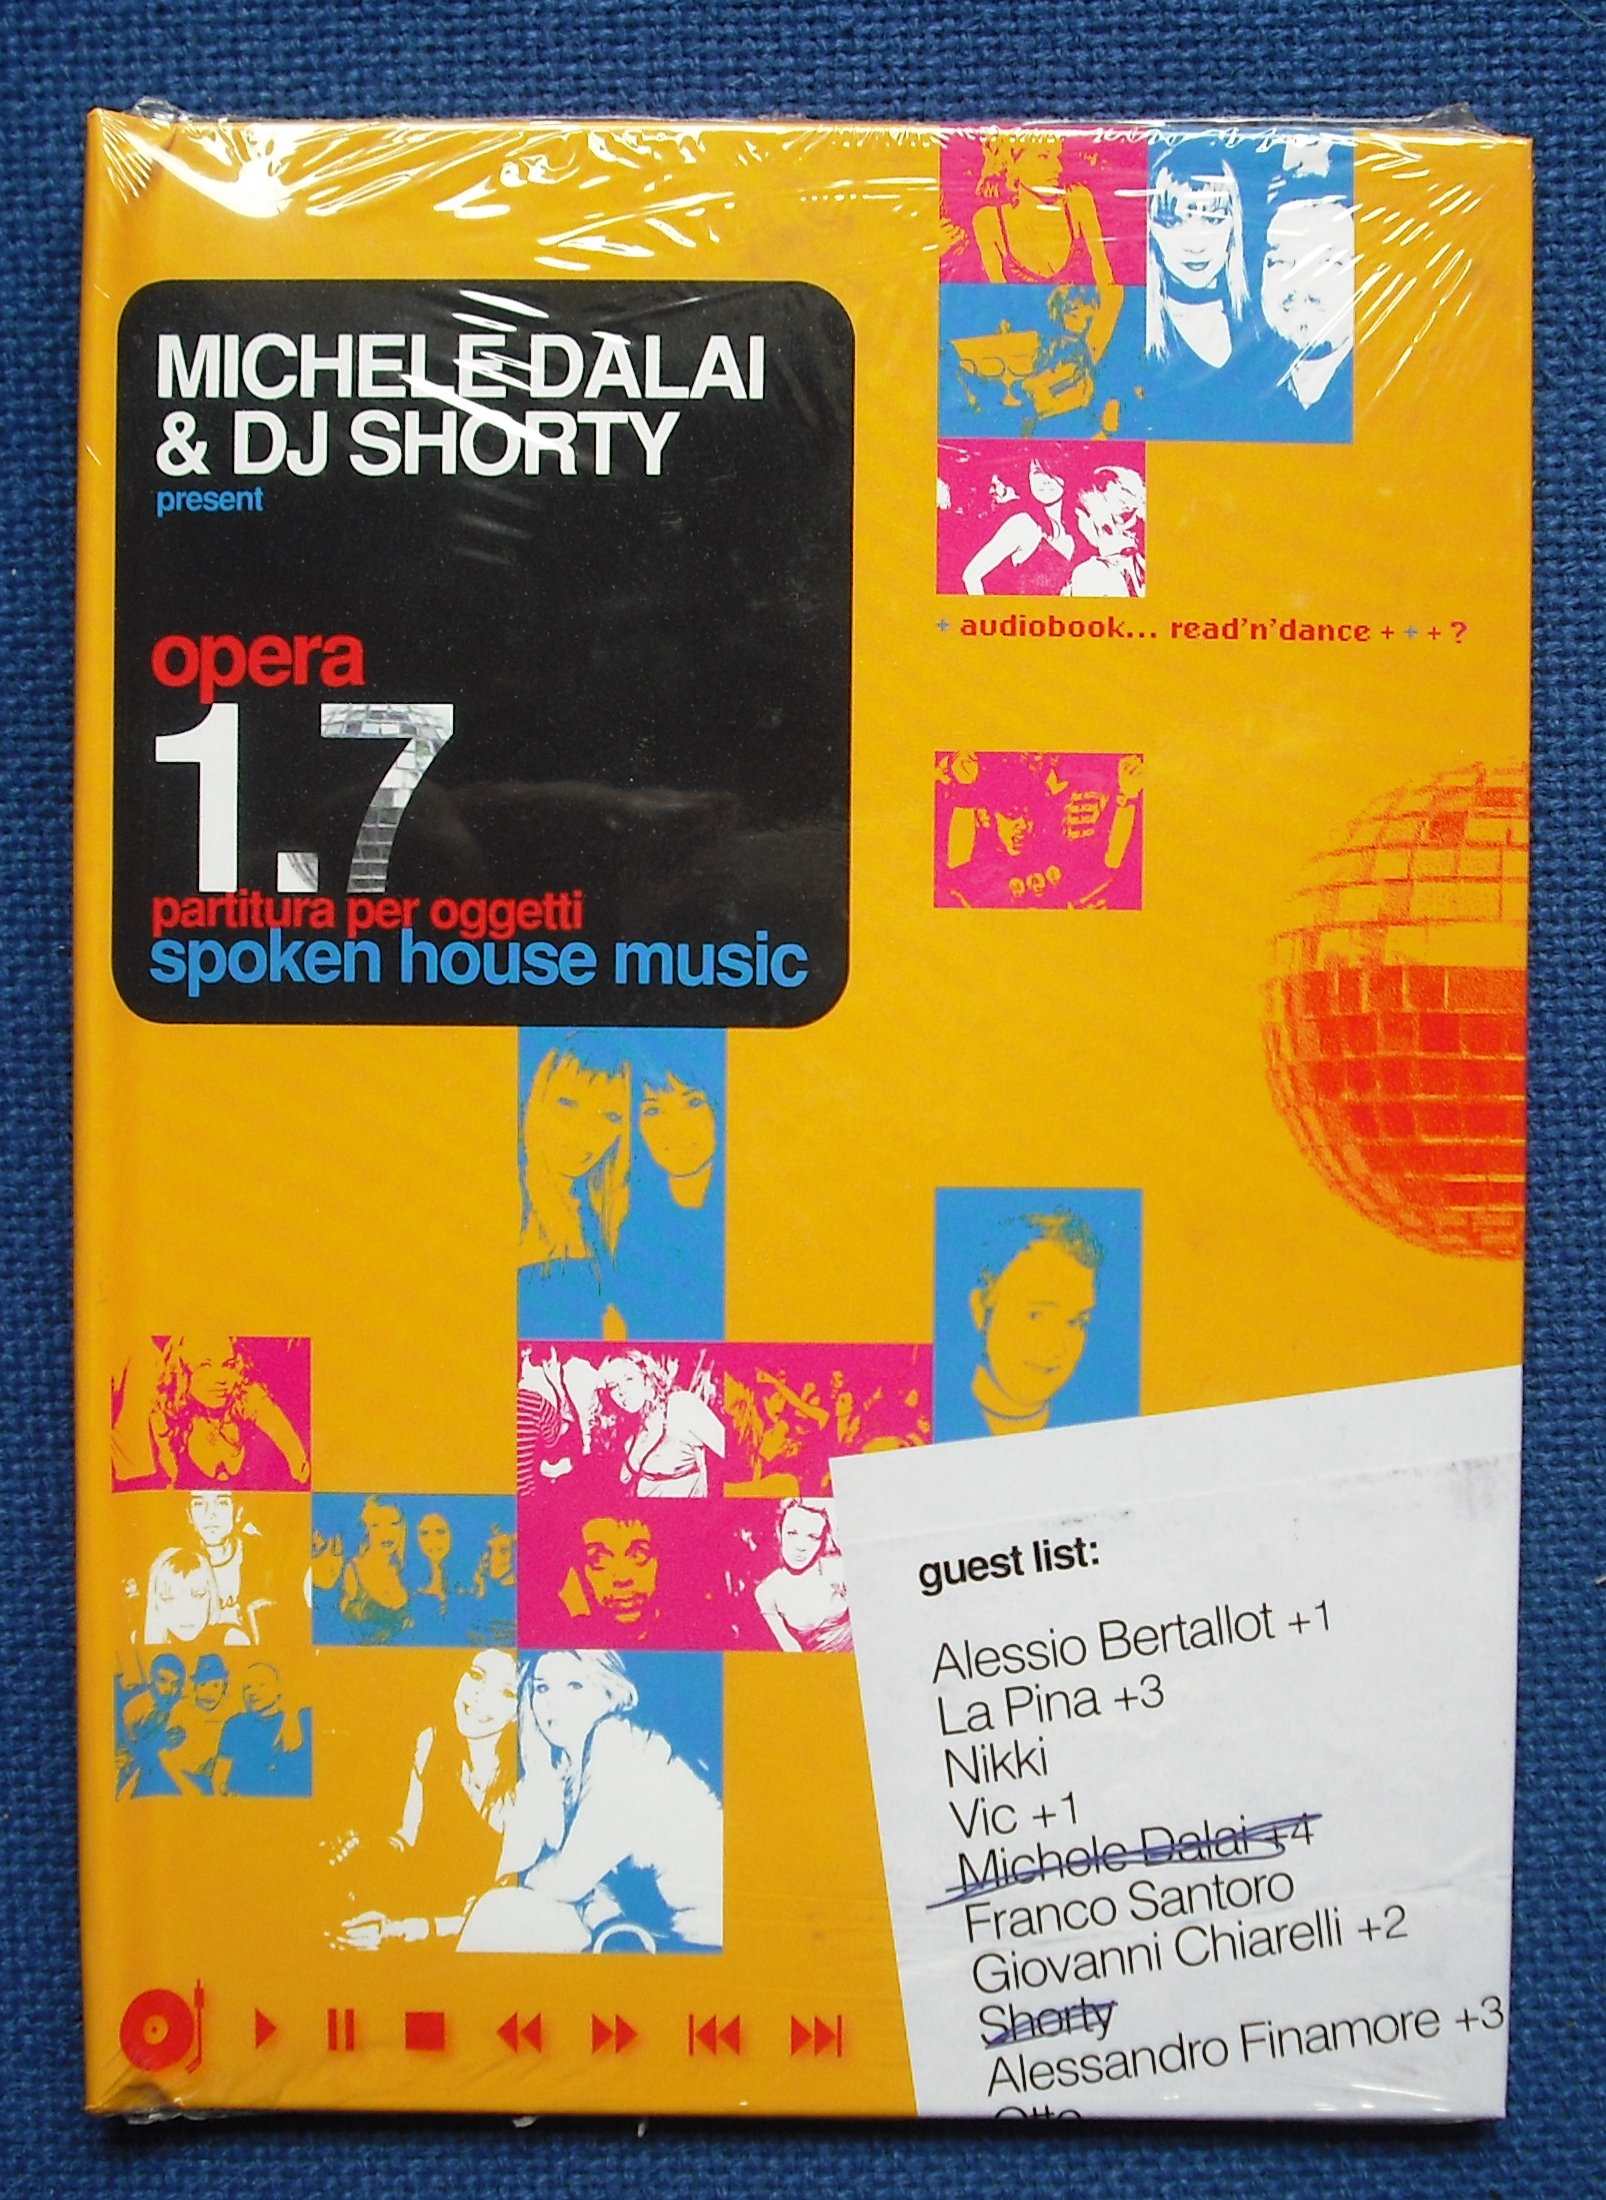 MICHELE DALAI
& DJ SHORTY
present
opera
1.7
partitura per oggetti
spoken house music
+ audiobook... read'n'dance + + + ?
guest list:
Alessio Bertallot +1
La Pina +3
Nikki
Vic +1
Michele Dalai +4
Franco Santoro
Giovanni Chiarelli +2
Shorty
Alessandro Finamore +3